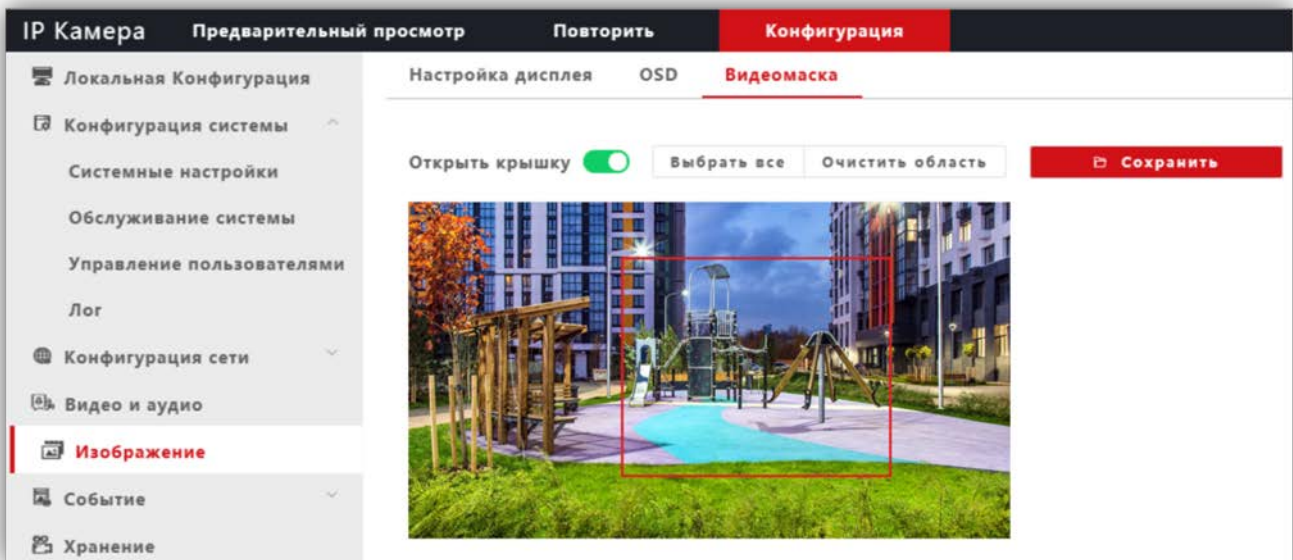 IP Камера Предварительный просмотр Повторить Конфигурация
Локальная Конфигурация
Конфигурация системы
Системные настройки
Обслуживание системы
Управление пользователями
Лог
Конфигурация сети
Видео и аудио
Изображение
Событие
Хранение
Настройка дисплея OSD Видеомаска
Открыть крышку Выбрать все Очистить область Сохранить